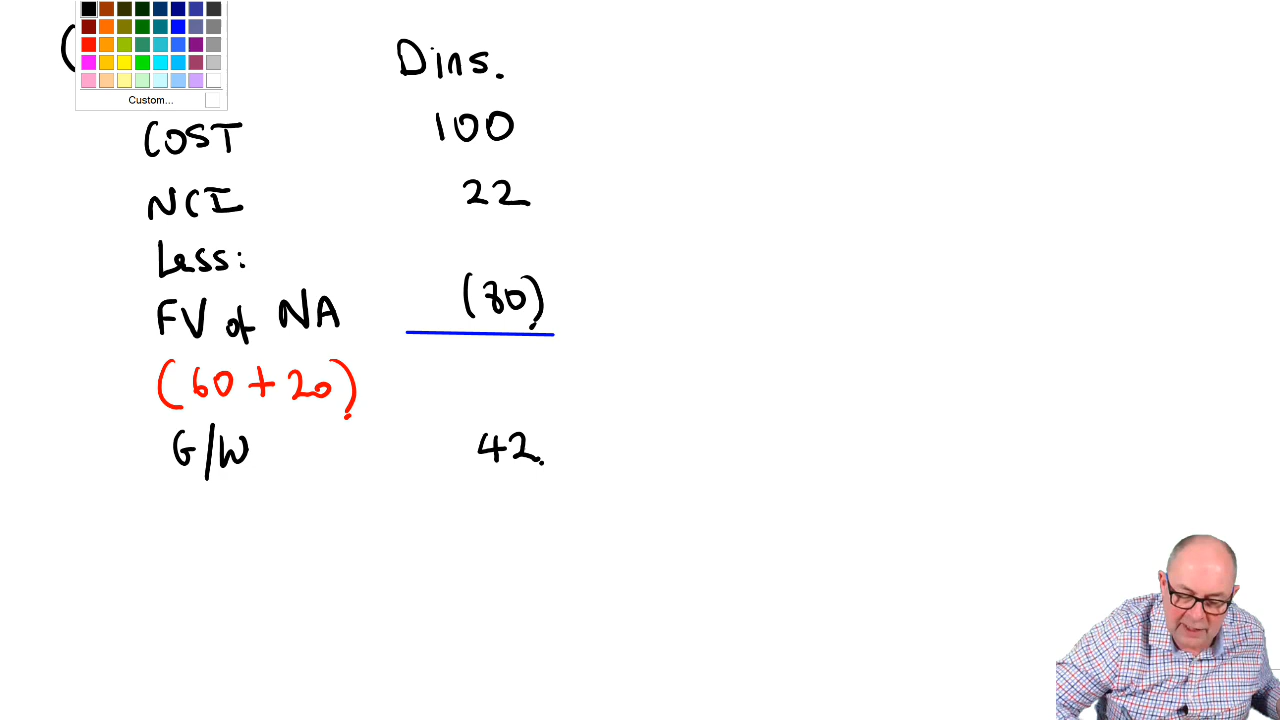 (
Dins.
Custom...
COST 100
NCI 22
Less:
FV of NA (80)
(60 + 20)
G/W 42.